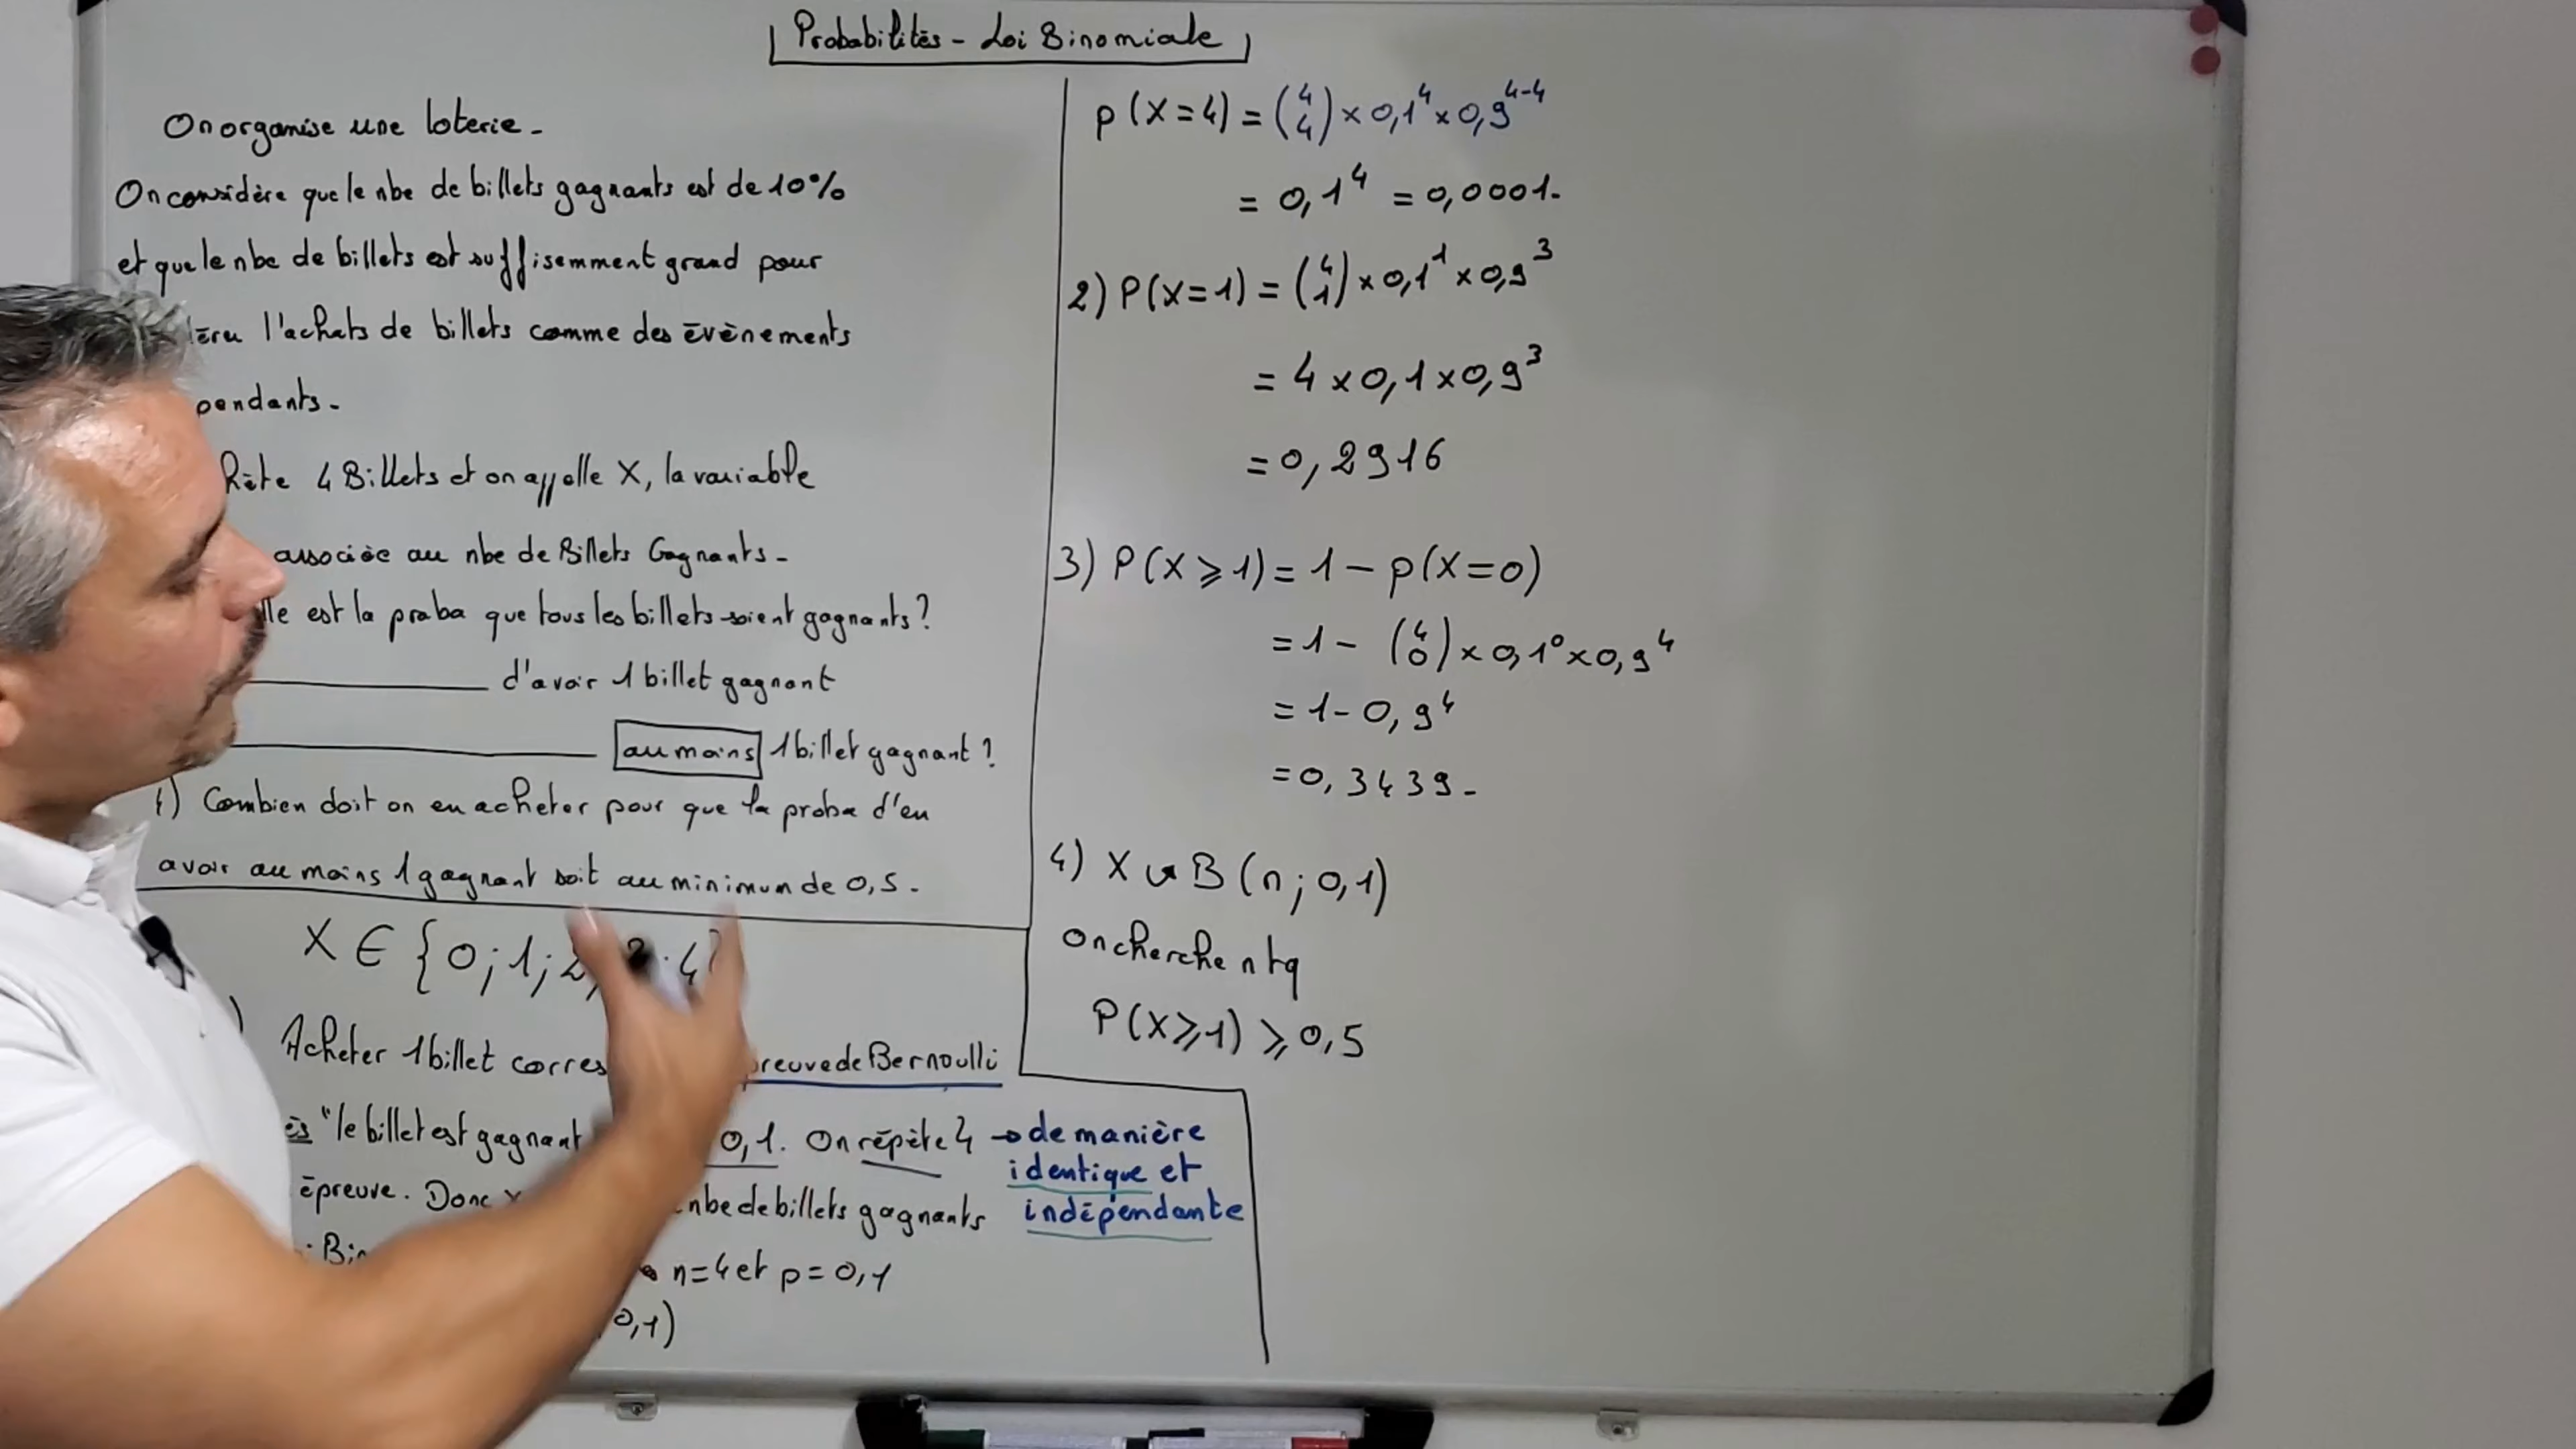 Probabilités - Loi Binomiale
On organise une loterie.
On considère que le nbe de billets gagnants est de 10%
et que le nbe de billets est suffisemment grand pour
l'achats de billets comme des évènements
pendants.
4 Billets et on appelle X, la variable
associée au nbe de Billets Gagnants.
est la proba que tous les billets soient gagnants ?
d'avoir 1 billet gagnant
au moins 1 billet gagnant ?
4) Combien doit on en acheter pour que la proba d'en
avoir au moins 1 gagnant soit au minimum de 0,5.
X ∈ {0; 1; 2; 3; 4}
Acheter 1 billet corres preuve de Bernoulli
"le billet est gagnant 0,1. On répète 4 → de manière
identique et
indépendante
épreuve. Donc X nbe de billets gagnants
n=4 et p=0,1
0,1)
p(X=4) = (4 4) × 0,1⁴ × 0,9⁴⁻⁴
= 0,1⁴ = 0,0001.
2) P(X=1) = (4 1) × 0,1¹ × 0,9³
= 4 × 0,1 × 0,9³
= 0,2916
3) P(X ⩾ 1) = 1 - p(X=0)
= 1 - (4 0) × 0,1⁰ × 0,9⁴
= 1 - 0,9⁴
= 0,3439.
4) X ↝ B(n; 0,1)
On cherche n tq
P(X⩾1) ⩾ 0,5